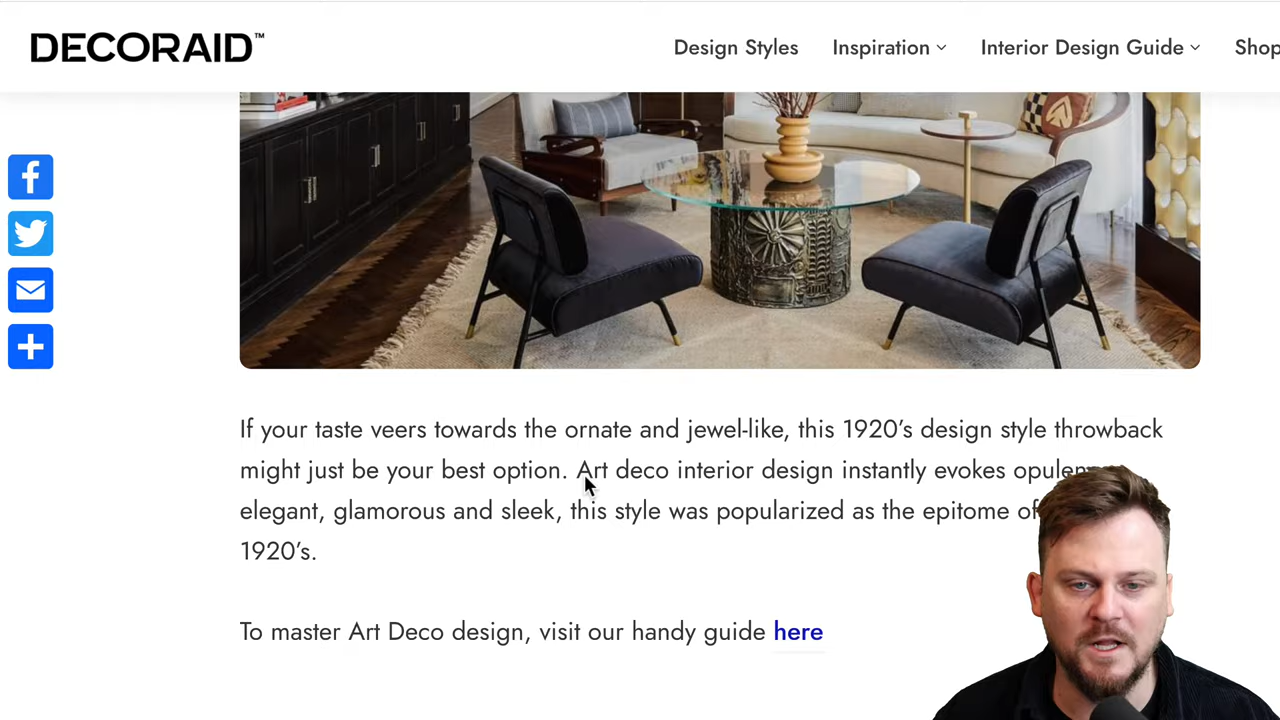 DECORAID™
Design Styles Inspiration Interior Design Guide Shop
If your taste veers towards the ornate and jewel-like, this 1920’s design style throwback
might just be your best option. Art deco interior design instantly evokes
elegant, glamorous and sleek, this style was popularized as the epitome of
1920’s.
To master Art Deco design, visit our handy guide here